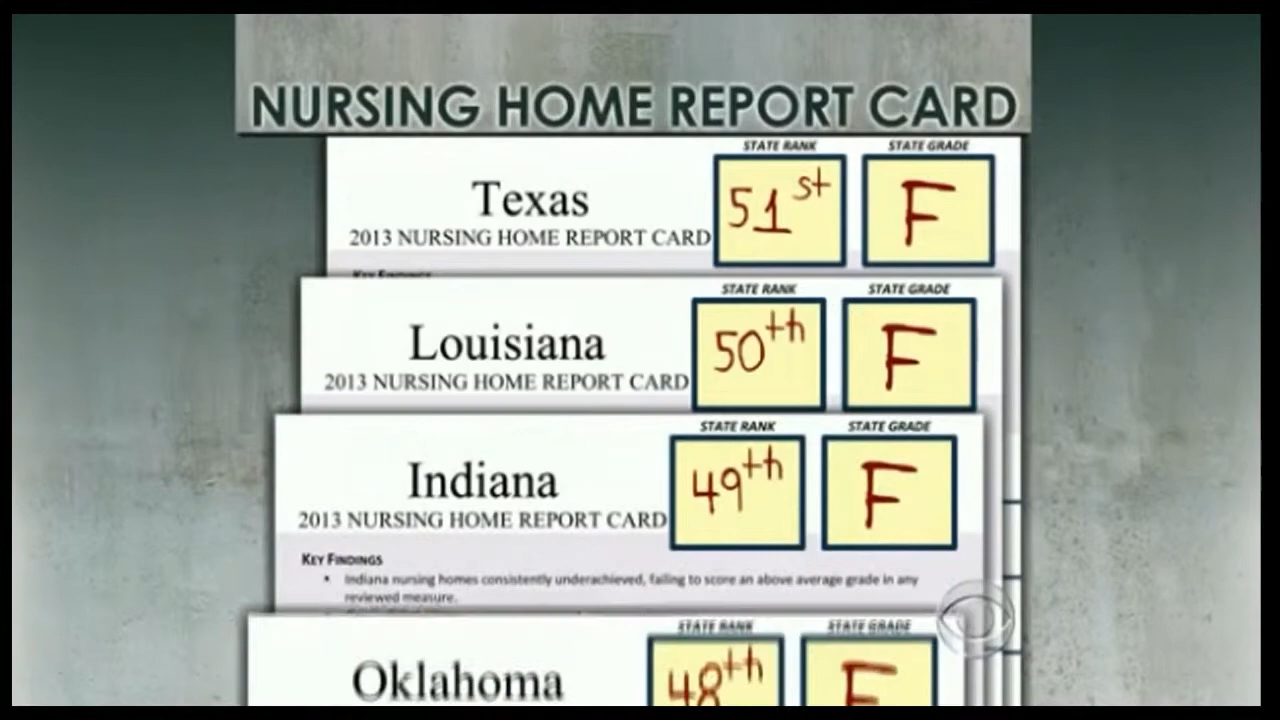 NURSING HOME REPORT CARD
STATE RANK STATE GRADE
Texas 51st F
2013 NURSING HOME REPORT CARD
KEY FINDINGS
STATE RANK STATE GRADE
Louisiana 50th F
2013 NURSING HOME REPORT CARD
STATE RANK STATE GRADE
Indiana 49th F
2013 NURSING HOME REPORT CARD
KEY FINDINGS
• Indiana nursing homes consistently underachieved, failing to score an above average grade in any
reviewed measure.
STATE RANK STATE GRADE
Oklahoma 48th F